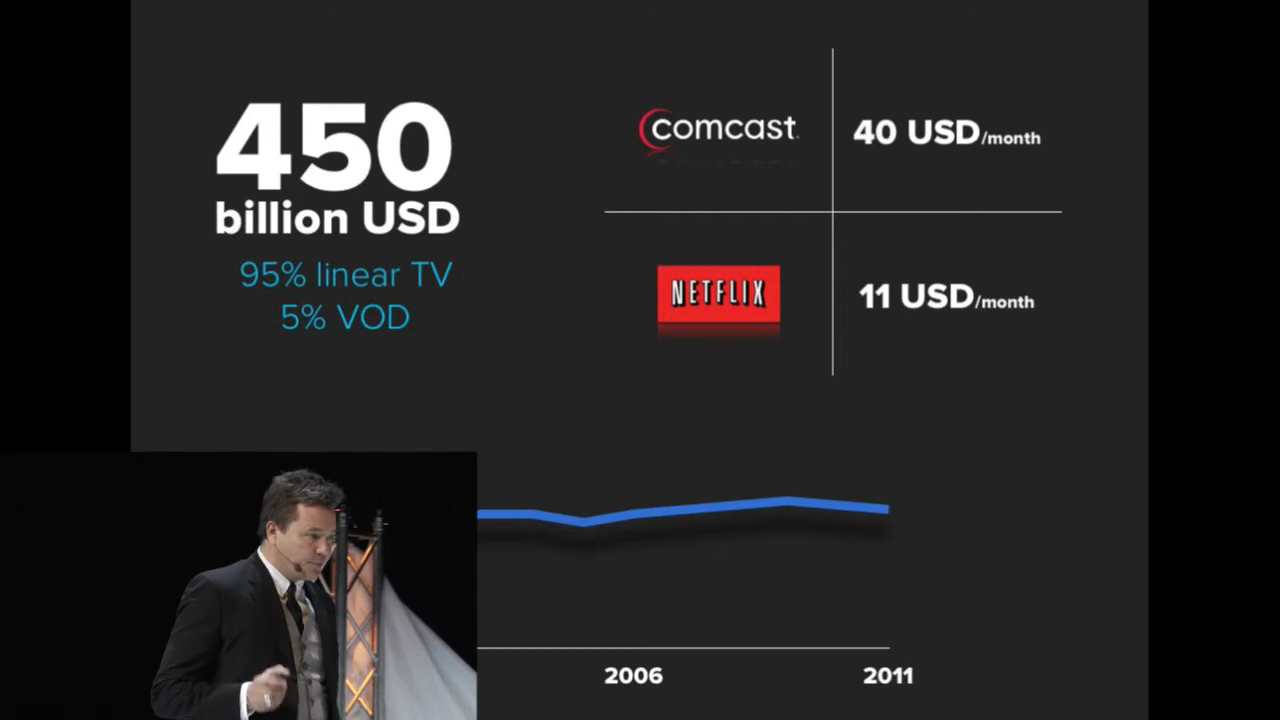 450
billion USD
95% linear TV
5% VOD
comcast.
40 USD/month
NETFLIX
11 USD/month
2006
2011